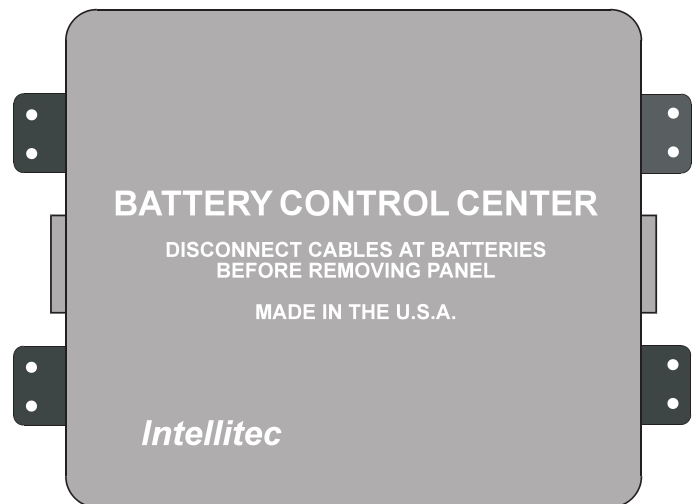 BATTERY CONTROL CENTER
DISCONNECT CABLES AT BATTERIES
BEFORE REMOVING PANEL
MADE IN THE U.S.A.
Intellitec